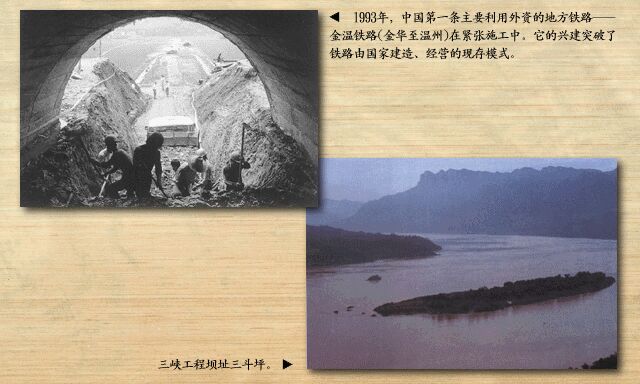 ◀ 1993年，中国第一条主要利用外资的地方铁路——
金温铁路(金华至温州)在紧张施工中。它的兴建突破了
铁路由国家建造、经营的现存模式。
三峡工程坝址三斗坪。▶